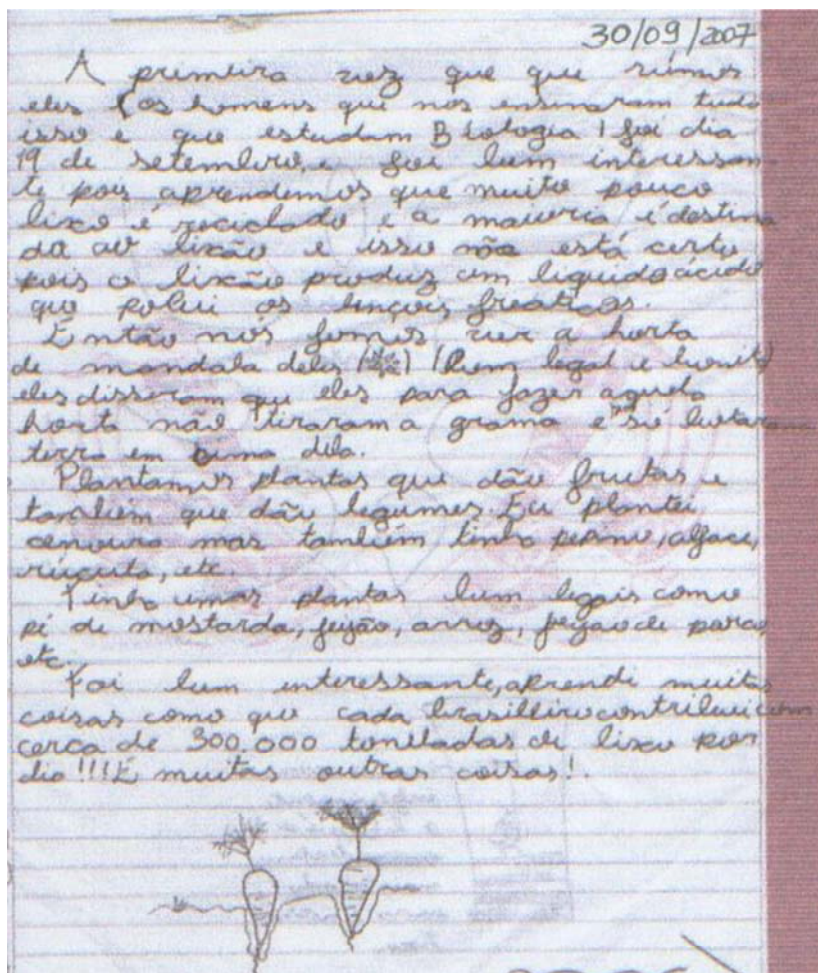 30/09/2007
A primeira vez que que vimos
eles (os homens que nos ensinaram tudo
isso e que estudam Biologia) foi dia
19 de setembro, e foi bem interessan-
te pois aprendemos que muito pouco
lixo é reciclado e a maioria é destina
da ao lixão e isso não está certo
pois o lixão produz um liquido ácido
que polui os lençois freaticos.
Então nós fomos ver a horta
de mandala deles ( ) (bem legal e bonita)
eles disseram que eles para fazer aquela
horta não tiraram a grama e só botaram
terra em cima dela.
Plantamos plantas que dão frutas e
também que dão legumes. Eu plantei
cenoura mas também tinha pepino, alface,
rúcula, etc.
Tinha umas plantas bem legais como
pé de mostarda, feijão, arroz, feijão de porco,
etc.
Foi bem interessante, aprendi muitas
coisas como que cada brasileiro contribui com
cerca de 300.000 toneladas de lixo por
dia!!! E muitas outras coisas!.